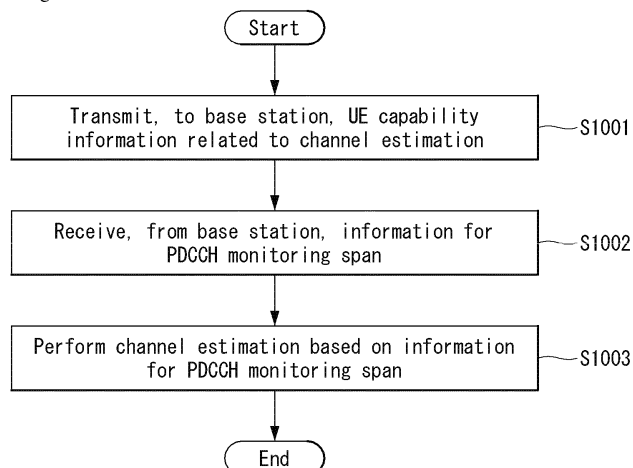 Start
Transmit, to base station, UE capability
information related to channel estimation
S1001
Receive, from base station, information for
PDCCH monitoring span
S1002
Perform channel estimation based on information
for PDCCH monitoring span
S1003
End